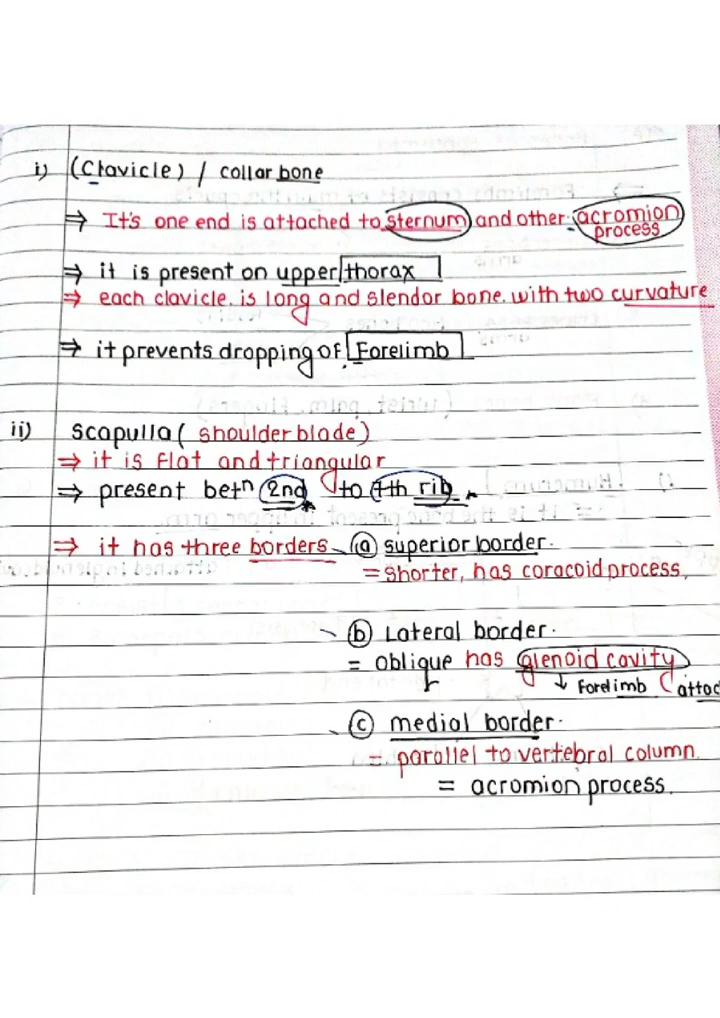 i) (Clavicle) / collar bone
⇒ It's one end is attached to sternum and other acromion process
⇒ it is present on upper thorax
⇒ each clavicle is long and slendor bone with two curvature
⇒ it prevents dropping of Forelimb
ii) scapulla ( shoulder blade)
⇒ it is flat and triangular
⇒ present betn 2nd to 7th rib
⇒ it has three borders (a) superior border.
= shorter, has coracoid process.
(b) Lateral border.
= oblique has glenoid cavity
↓ forelimb (attac
(c) medial border.
= parallel to vertebral column.
= acromion process.